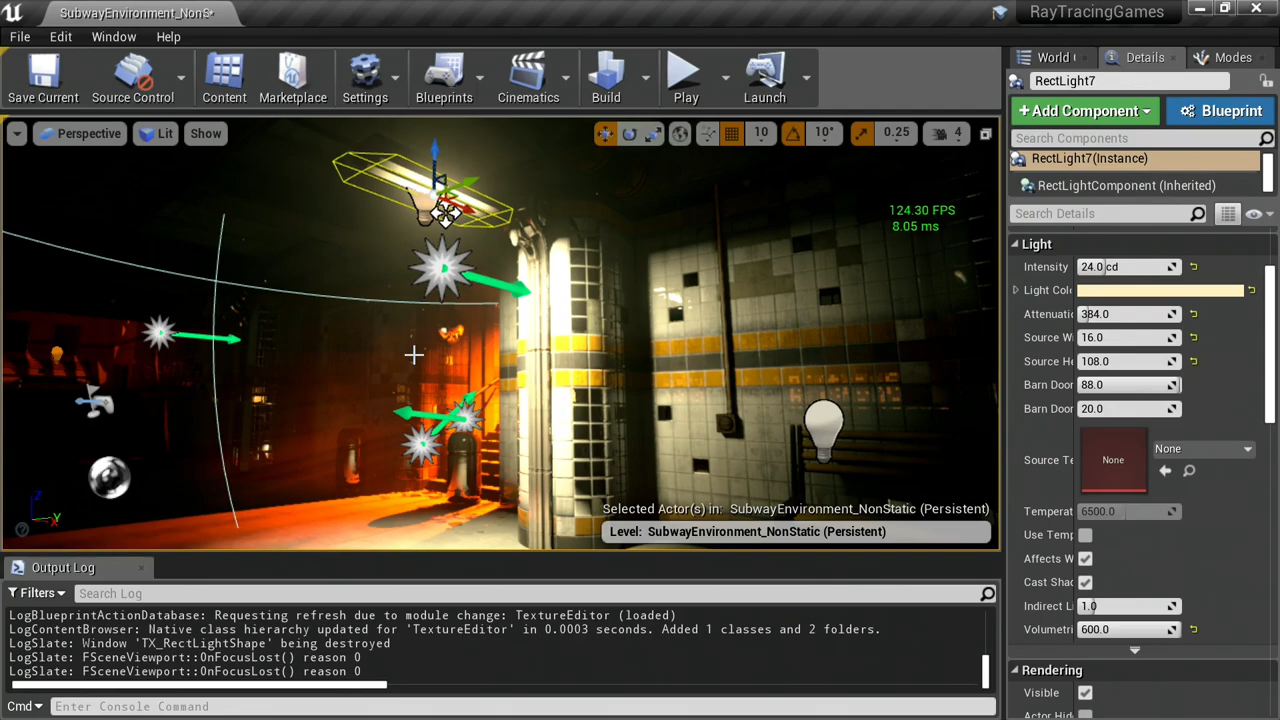 SubwayEnvironment_NonS*
RayTracingGames
File Edit Window Help
World Details Modes
Save Current Source Control Content Marketplace Settings Blueprints Cinematics Build Play Launch
RectLight7
+Add Component Blueprint
Search Components
RectLight7(Instance)
RectLightComponent (Inherited)
Search Details
Perspective Lit Show 10 10° 0.25 4
124.30 FPS
8.05 ms
Light
Intensity 24.0 cd
Light Colo
Attenuatio 384.0
Source W 16.0
Source He 108.0
Barn Door 88.0
Barn Door 20.0
Source Te None None
Temperat 6500.0
Use Temp
Affects W
Cast Shad
Indirect Li 1.0
Volumetri 600.0
Rendering
Visible
Actor Hid
Z
Y
X
Selected Actor(s) in: SubwayEnvironment_NonStatic (Persistent)
Level: SubwayEnvironment_NonStatic (Persistent)
Output Log
Filters Search Log
LogBlueprintActionDatabase: Requesting refresh due to module change: TextureEditor (loaded)
LogContentBrowser: Native class hierarchy updated for 'TextureEditor' in 0.0003 seconds. Added 1 classes and 2 folders.
LogSlate: Window 'TX_RectLightShape' being destroyed
LogSlate: FSceneViewport::OnFocusLost() reason 0
LogSlate: FSceneViewport::OnFocusLost() reason 0
Cmd Enter Console Command